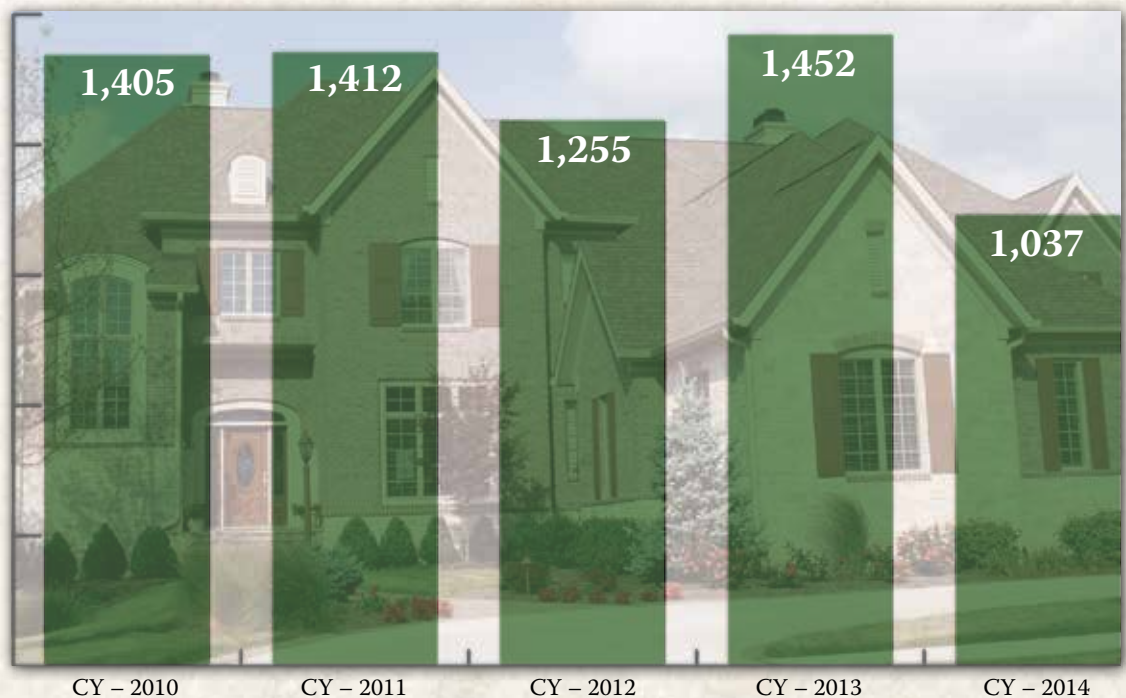 1,405
1,412
1,255
1,452
1,037
CY – 2010
CY – 2011
CY – 2012
CY – 2013
CY – 2014